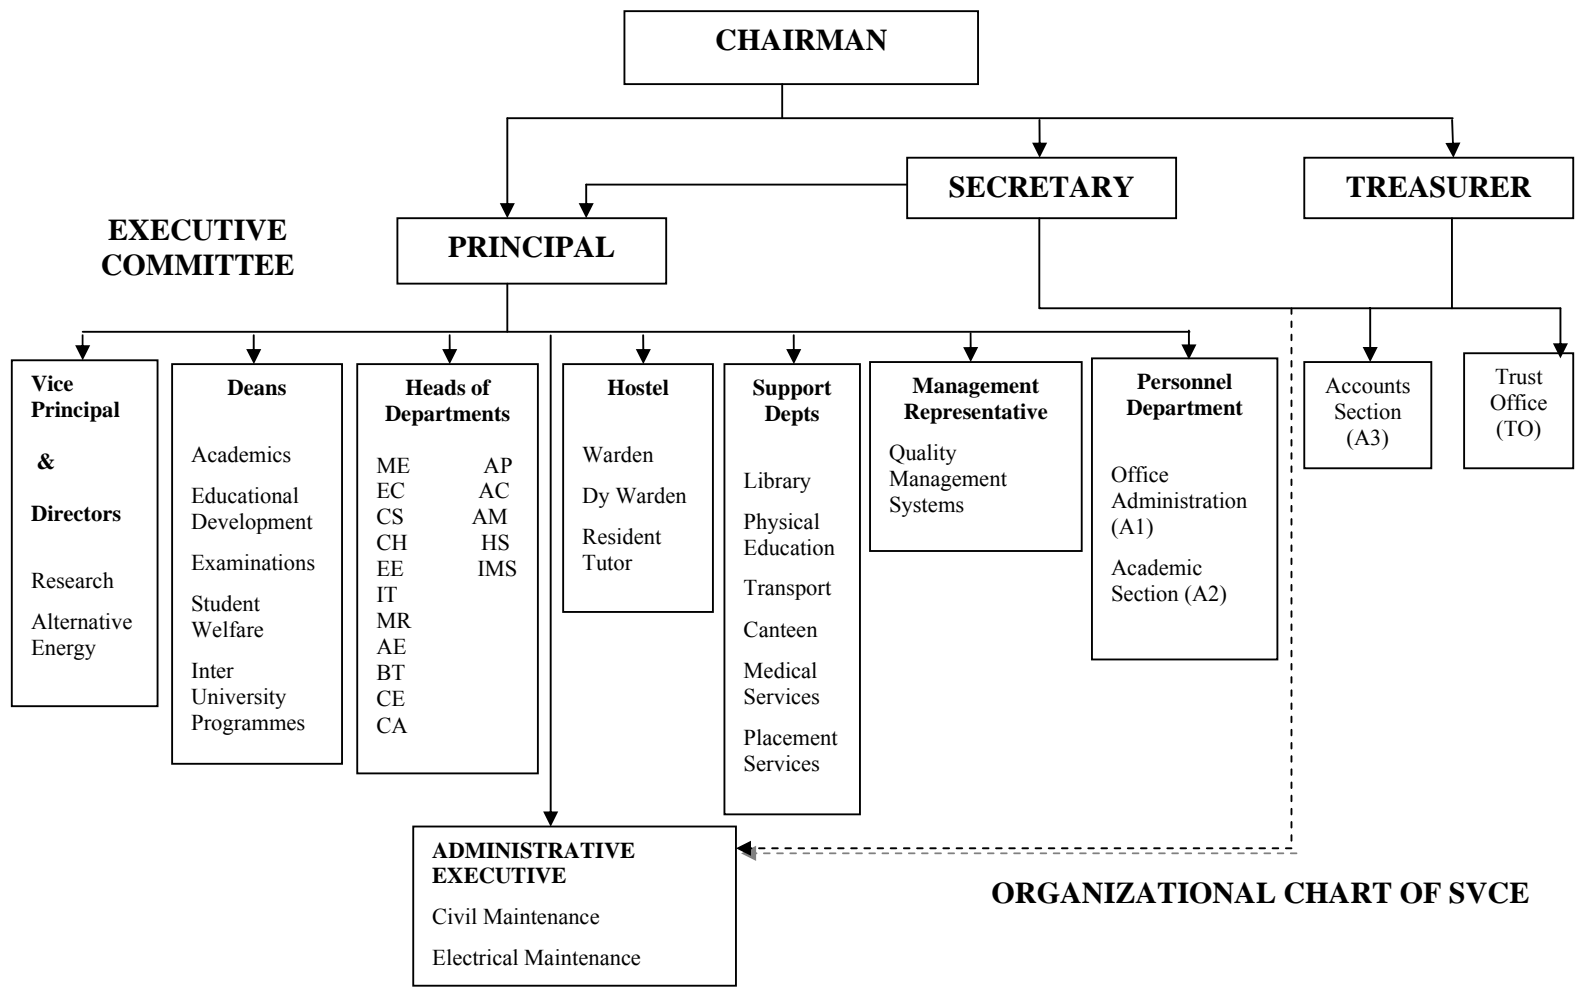 CHAIRMAN
SECRETARY
TREASURER
EXECUTIVE
COMMITTEE
PRINCIPAL
Vice
Principal
&
Directors
Research
Alternative
Energy
Deans
Academics
Educational
Development
Examinations
Student
Welfare
Inter
University
Programmes
Heads of
Departments
ME AP
EC AC
CS AM
CH HS
EE IMS
IT
MR
AE
BT
CE
CA
Hostel
Warden
Dy Warden
Resident
Tutor
Support
Depts
Library
Physical
Education
Transport
Canteen
Medical
Services
Placement
Services
Management
Representative
Quality
Management
Systems
Personnel
Department
Office
Administration
(A1)
Academic
Section (A2)
Accounts
Section
(A3)
Trust
Office
(TO)
ADMINISTRATIVE
EXECUTIVE
Civil Maintenance
Electrical Maintenance
ORGANIZATIONAL CHART OF SVCE